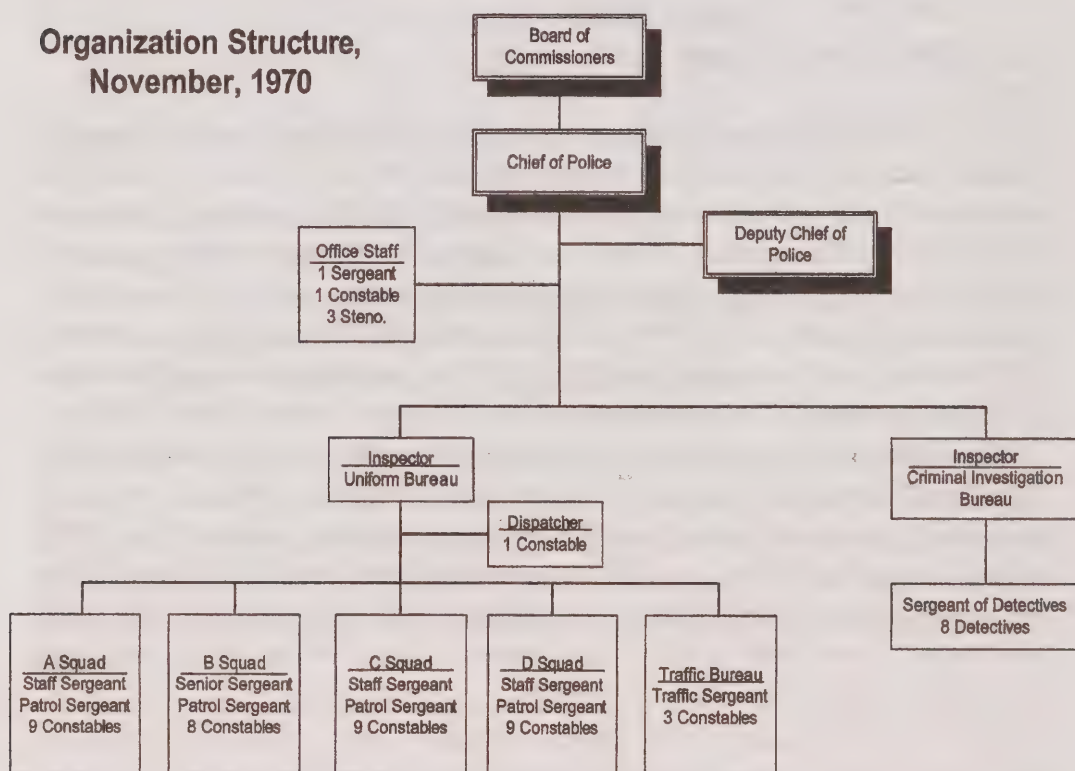 Organization Structure,
November, 1970
Board of
Commissioners
Chief of Police
Deputy Chief of
Police
Office Staff
1 Sergeant
1 Constable
3 Steno.
Inspector
Uniform Bureau
Inspector
Criminal Investigation
Bureau
Dispatcher
1 Constable
Sergeant of Detectives
8 Detectives
A Squad
Staff Sergeant
Patrol Sergeant
9 Constables
B Squad
Senior Sergeant
Patrol Sergeant
8 Constables
C Squad
Staff Sergeant
Patrol Sergeant
9 Constables
D Squad
Staff Sergeant
Patrol Sergeant
9 Constables
Traffic Bureau
Traffic Sergeant
3 Constables